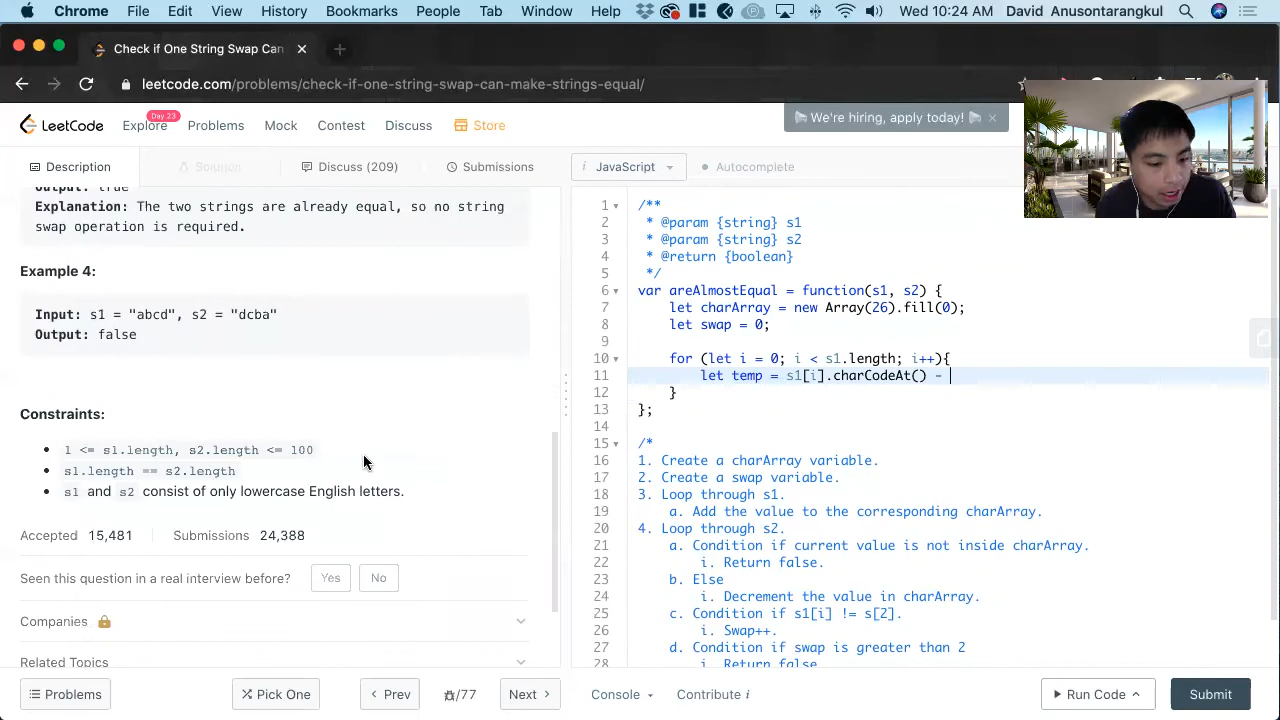 Chrome File Edit View History Bookmarks People Tab Window Help Wed 10:24 AM David Anusontarangkul
Check if One String Swap Can
leetcode.com/problems/check-if-one-string-swap-can-make-strings-equal/
We're hiring, apply today!
LeetCode Explore Day 23 Problems Mock Contest Discuss Store
Description Solution Discuss (209) Submissions
i JavaScript Autocomplete
Output: true
Explanation: The two strings are already equal, so no string
swap operation is required.
Example 4:
Input: s1 = "abcd", s2 = "dcba"
Output: false
Constraints:
1 <= s1.length, s2.length <= 100
s1.length == s2.length
s1 and s2 consist of only lowercase English letters.
Accepted 15,481 Submissions 24,388
Seen this question in a real interview before? Yes No
Companies
Related Topics
1 /**
2 * @param {string} s1
3 * @param {string} s2
4 * @return {boolean}
5 */
6 var areAlmostEqual = function(s1, s2) {
7 let charArray = new Array(26).fill(0);
8 let swap = 0;
9
10 for (let i = 0; i < s1.length; i++){
11 let temp = s1[i].charCodeAt() -
12 }
13 };
14
15 /*
16 1. Create a charArray variable.
17 2. Create a swap variable.
18 3. Loop through s1.
19 a. Add the value to the corresponding charArray.
20 4. Loop through s2.
21 a. Condition if current value is not inside charArray.
22 i. Return false.
23 b. Else
24 i. Decrement the value in charArray.
25 c. Condition if s1[i] != s[2].
26 i. Swap++.
27 d. Condition if swap is greater than 2
28 i. Return false
Problems Pick One Prev /77 Next Console Contribute i Run Code Submit